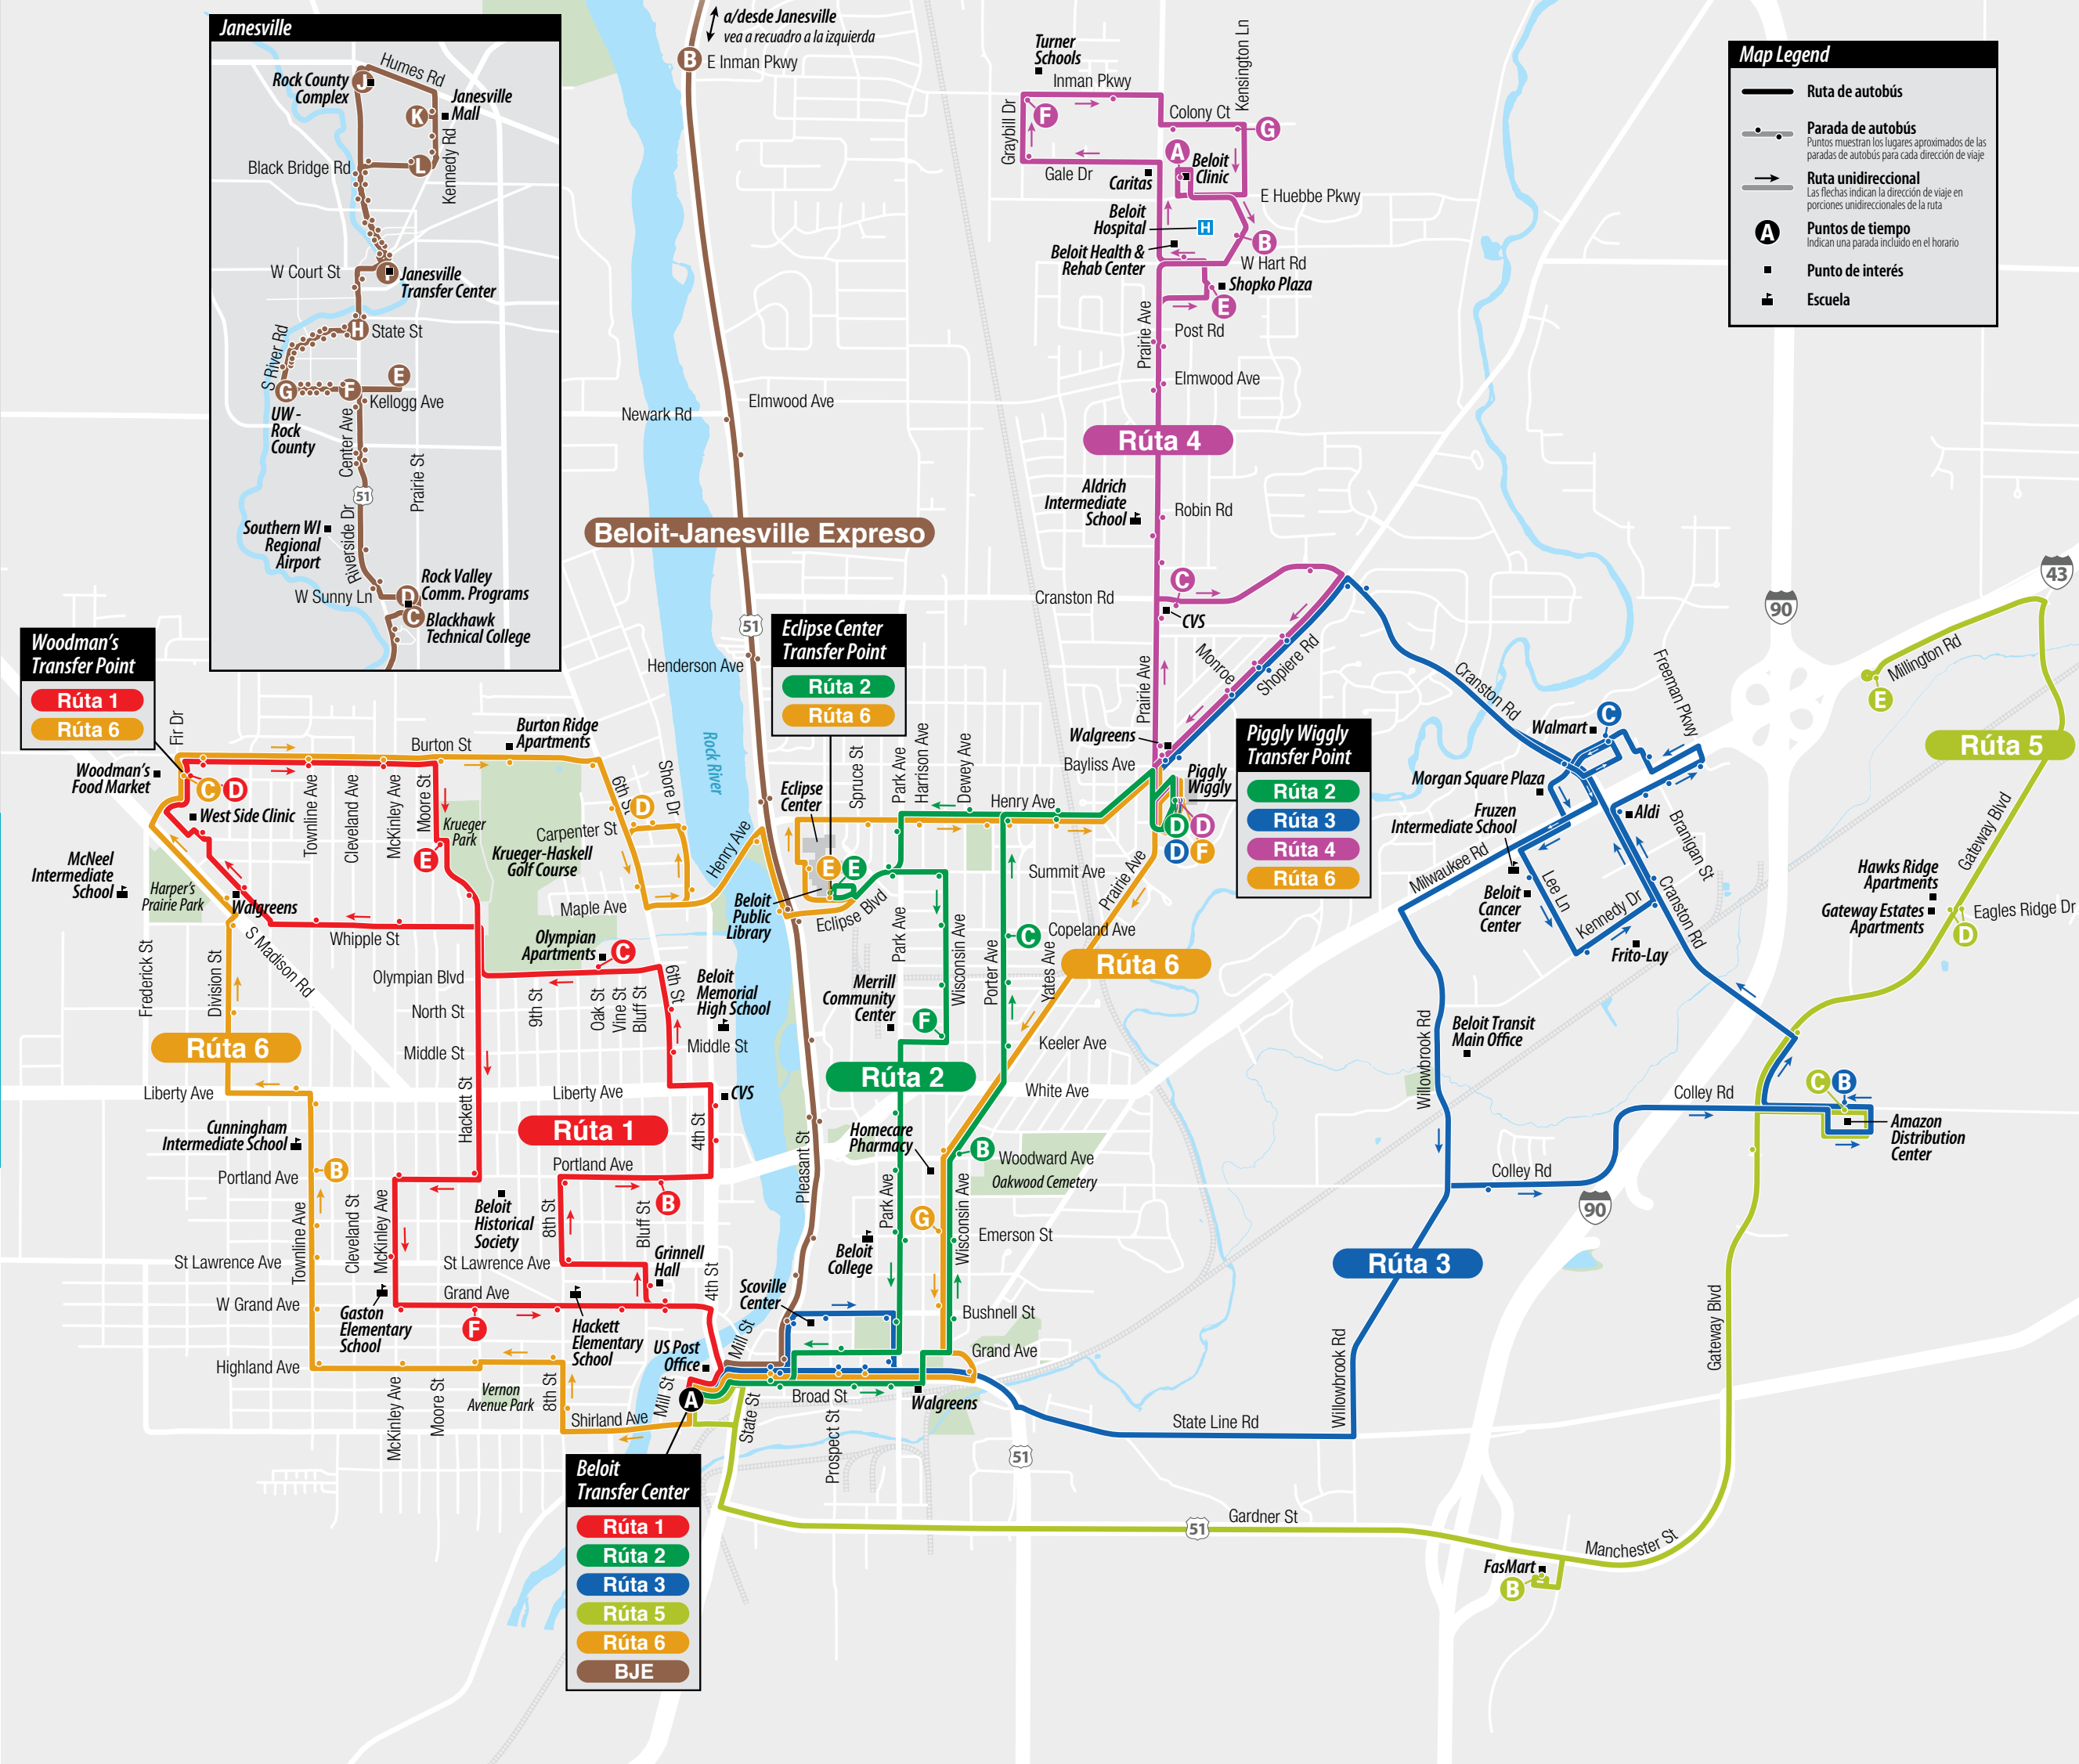 Janesville
Rock County
Complex
J
Humes Rd
Janesville
Mall
K
Kennedy Rd
Black Bridge Rd
L
W Court St
I
Janesville
Transfer Center
H
State St
S River Rd
G
F
E
Kellogg Ave
UW -
Rock
County
Center Ave
Prairie St
51
Southern WI
Regional
Airport
Riverside Dr
Rock Valley
Comm. Programs
W Sunny Ln
D
C
Blackhawk
Technical College
a/desde Janesville
vea a recuadro a la izquierda
B
E Inman Pkwy
Newark Rd
Elmwood Ave
Beloit-Janesville Expreso
51
Henderson Ave
Turner
Schools
Inman Pkwy
Kensington Ln
Graybill Dr
F
Colony Ct
G
A
Beloit
Clinic
Gale Dr
Caritas
E Huebbe Pkwy
Beloit
Hospital
H
B
Beloit Health &
Rehab Center
W Hart Rd
Shopko Plaza
E
Prairie Ave
Post Rd
Elmwood Ave
Rúta 4
Aldrich
Intermediate
School
Robin Rd
C
Cranston Rd
CVS
Monroe
Shopiere Rd
Prairie Ave
Walgreens
Bayliss Ave
Piggly
Wiggly
D
D
D
F
Map Legend
Ruta de autobús
Parada de autobús
Puntos muestran los lugares aproximados de las
paradas de autobús para cada dirección de viaje
Ruta unidireccional
Las flechas indican la dirección de viaje en
porciones unidireccionales de la ruta
A
Puntos de tiempo
Indican una parada incluido en el horario
Punto de interés
Escuela
43
90
Millington Rd
E
Rúta 5
Gateway Blvd
Hawks Ridge
Apartments
Gateway Estates
Apartments
Eagles Ridge Dr
D
Cranston Rd
Freeman Pkwy
Walmart
C
Morgan Square Plaza
Fruzen
Intermediate School
Aldi
Branigan St
Milwaukee Rd
Lee Ln
Beloit
Cancer
Center
Kennedy Dr
Cranston Rd
Frito-Lay
Beloit Transit
Main Office
Willowbrook Rd
Colley Rd
C
B
Amazon
Distribution
Center
Colley Rd
90
Rúta 3
Willowbrook Rd
Gateway Blvd
State Line Rd
51
51
Gardner St
Manchester St
FasMart
B
Woodman's
Transfer Point
Rúta 1
Rúta 6
Eclipse Center
Transfer Point
Rúta 2
Rúta 6
Piggly Wiggly
Transfer Point
Rúta 2
Rúta 3
Rúta 4
Rúta 6
Fir Dr
Burton St
Burton Ridge
Apartments
Woodman's
Food Market
C
D
West Side Clinic
Townline Ave
Cleveland Ave
McKinley Ave
Moore St
Krueger
Park
E
Krueger-Haskell
Golf Course
6th St
Shore Dr
D
Carpenter St
Rock River
Henry Ave
Maple Ave
McNeel
Intermediate
School
Harper's
Prairie Park
Walgreens
Whipple St
S Madison Rd
Frederick St
Division St
Olympian
Apartments
C
Olympian Blvd
North St
9th St
Oak St
Vine St
Bluff St
6th St
Beloit
Memorial
High School
Middle St
Middle St
Rúta 6
Liberty Ave
Liberty Ave
CVS
Cunningham
Intermediate School
Hackett St
Rúta 1
4th St
Portland Ave
B
Portland Ave
B
Townline Ave
Cleveland St
McKinley Ave
Beloit
Historical
Society
8th St
Bluff St
St Lawrence Ave
St Lawrence Ave
Grinnell
Hall
4th St
W Grand Ave
Grand Ave
Gaston
Elementary
School
F
Hackett
Elementary
School
US Post
Office
Mill St
Highland Ave
McKinley Ave
Moore St
Vernon
Avenue Park
8th St
Shirland Ave
Mill St
A
State St
Eclipse
Center
Spruce St
Park Ave
Harrison Ave
Dewey Ave
Henry Ave
E
E
Beloit
Public
Library
Eclipse Blvd
Summit Ave
Prairie Ave
Park Ave
Wisconsin Ave
Porter Ave
C
Copeland Ave
Yates Ave
Rúta 6
Merrill
Community
Center
F
Keeler Ave
Rúta 2
White Ave
Homecare
Pharmacy
B
Woodward Ave
Oakwood Cemetery
Pleasant St
Park Ave
G
Wisconsin Ave
Emerson St
Beloit
College
Scoville
Center
Bushnell St
Grand Ave
Broad St
Walgreens
Prospect St
Beloit
Transfer Center
Rúta 1
Rúta 2
Rúta 3
Rúta 5
Rúta 6
BJE